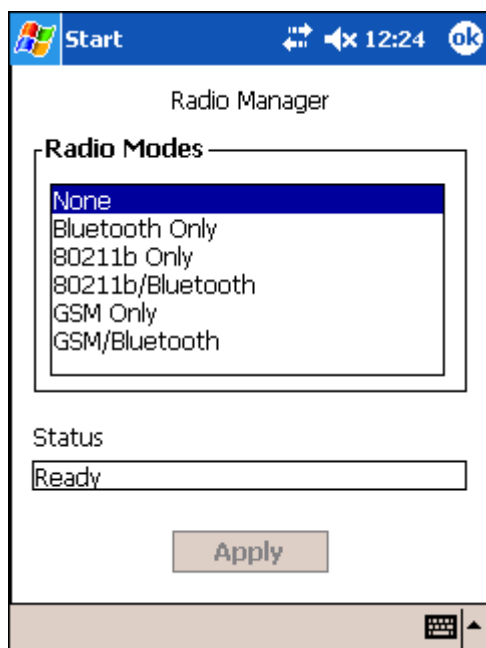 Start 12:24 ok
Radio Manager
Radio Modes
None
Bluetooth Only
80211b Only
80211b/Bluetooth
GSM Only
GSM/Bluetooth
Status
Ready
Apply